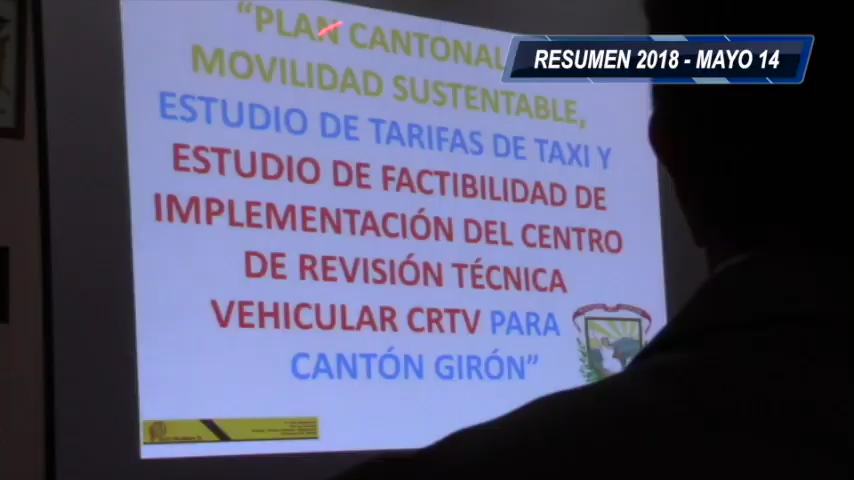 RESUMEN 2018 - MAYO 14
“PLAN CANTONAL
MOVILIDAD SUSTENTABLE,
ESTUDIO DE TARIFAS DE TAXI Y
ESTUDIO DE FACTIBILIDAD DE
IMPLEMENTACIÓN DEL CENTRO
DE REVISIÓN TÉCNICA
VEHICULAR CRTV PARA
CANTÓN GIRÓN”